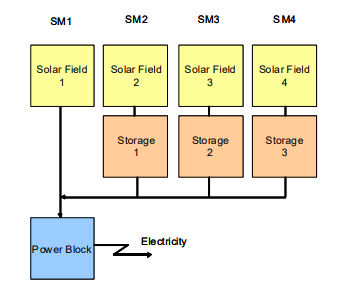 SM1 SM2 SM3 SM4
Solar Field Solar Field Solar Field Solar Field
1 2 3 4
Storage Storage Storage
1 2 3
Power Block
Electricity